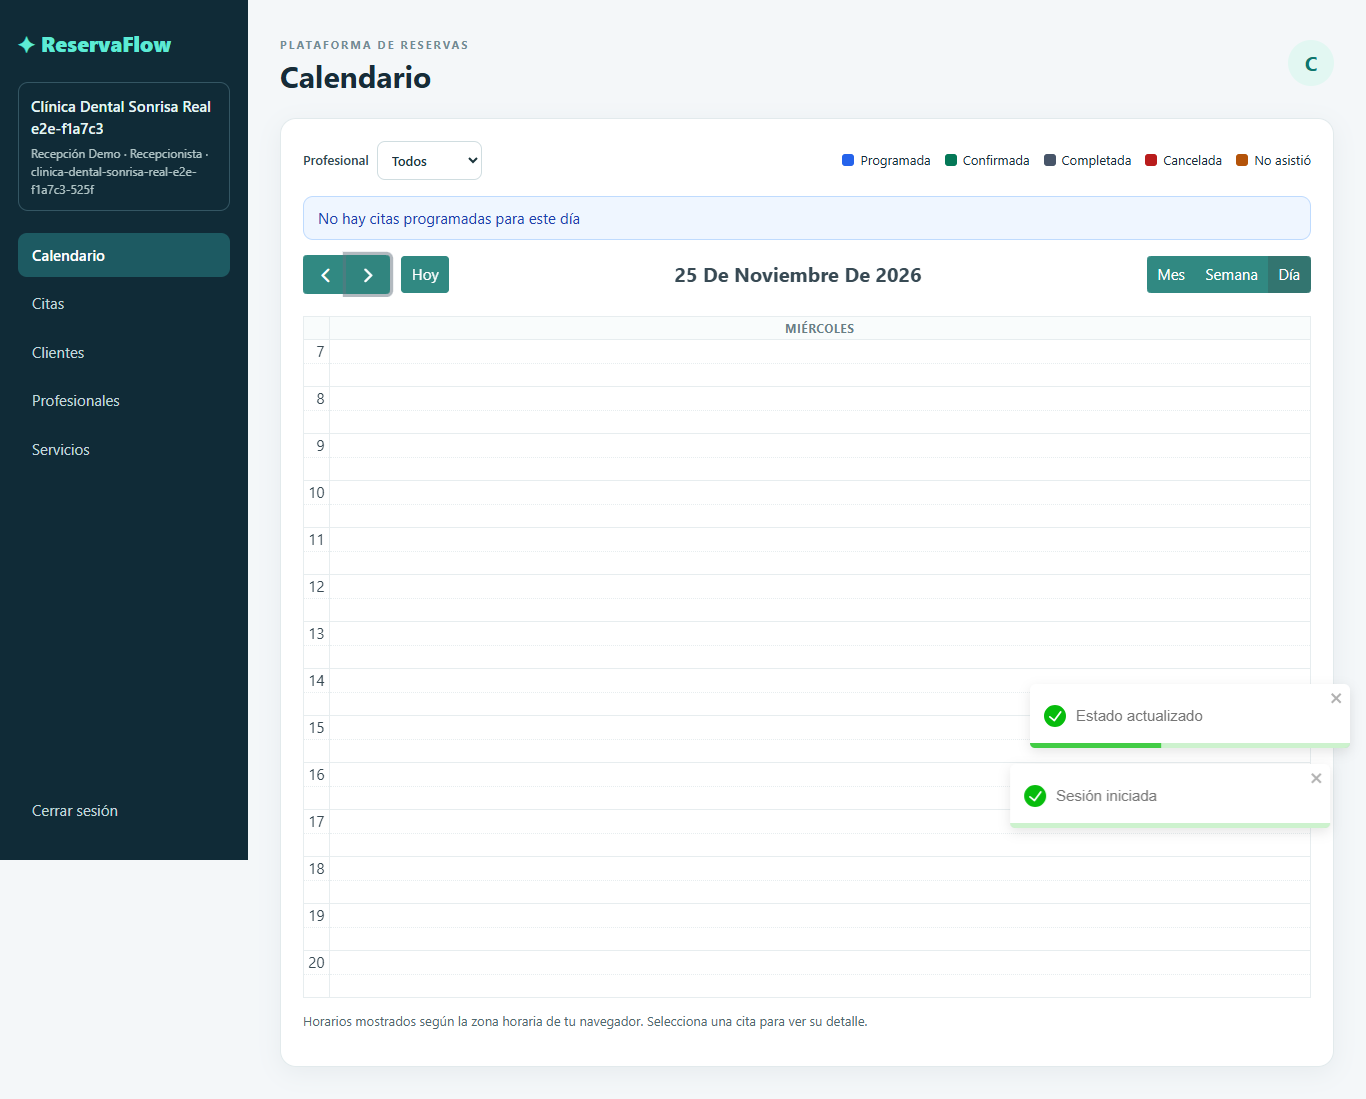 ✦ ReservaFlow
Clínica Dental Sonrisa Real
e2e-f1a7c3
Recepción Demo · Recepcionista ·
clinica-dental-sonrisa-real-e2e-
f1a7c3-525f
Calendario
Citas
Clientes
Profesionales
Servicios
Cerrar sesión
PLATAFORMA DE RESERVAS
Calendario
C
Profesional
Todos
Programada
Confirmada
Completada
Cancelada
No asistió
No hay citas programadas para este día
Hoy
25 De Noviembre De 2026
Mes
Semana
Día
MIÉRCOLES
7
8
9
10
11
12
13
14
15
16
17
18
19
20
Estado actualizado
Sesión iniciada
Horarios mostrados según la zona horaria de tu navegador. Selecciona una cita para ver su detalle.